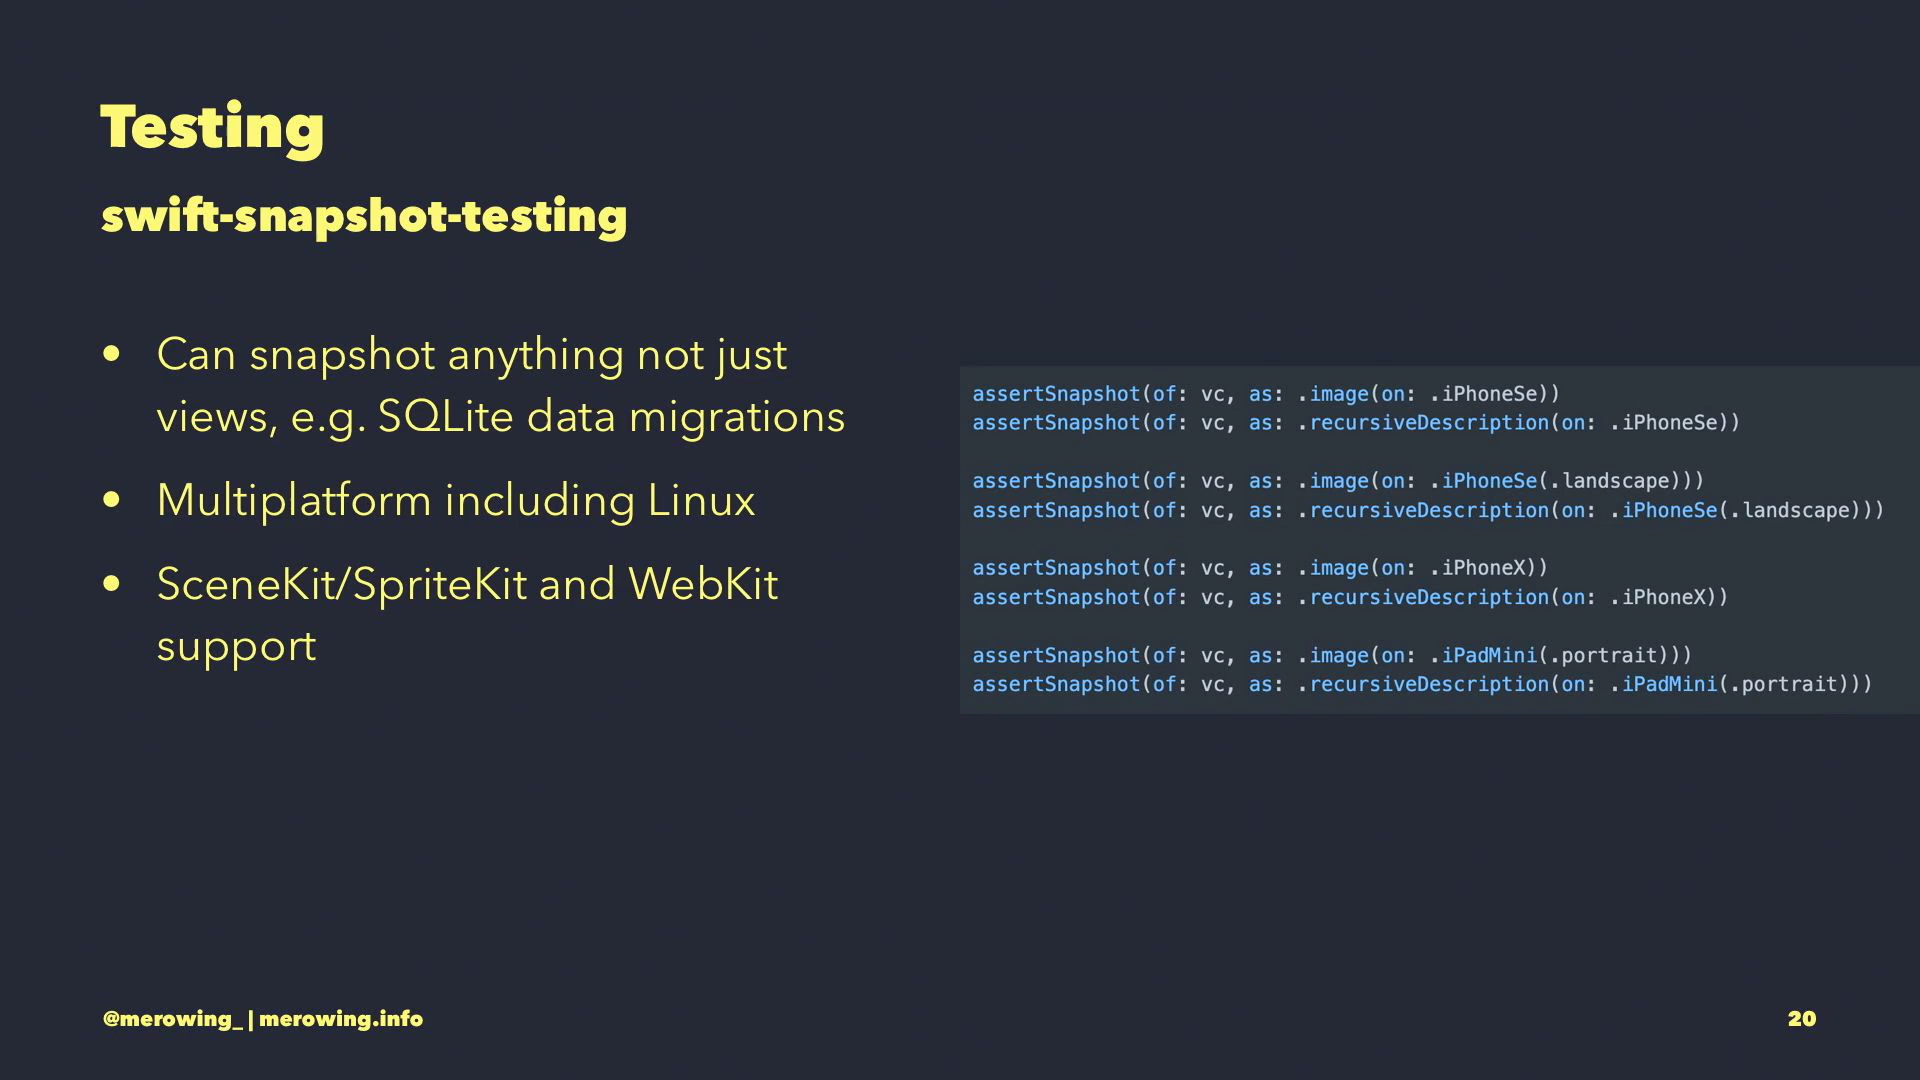 Testing
swift-snapshot-testing
• Can snapshot anything not just
views, e.g. SQLite data migrations
• Multiplatform including Linux
• SceneKit/SpriteKit and WebKit
support
assertSnapshot(of: vc, as: .image(on: .iPhoneSe))
assertSnapshot(of: vc, as: .recursiveDescription(on: .iPhoneSe))
assertSnapshot(of: vc, as: .image(on: .iPhoneSe(.landscape)))
assertSnapshot(of: vc, as: .recursiveDescription(on: .iPhoneSe(.landscape)))
assertSnapshot(of: vc, as: .image(on: .iPhoneX))
assertSnapshot(of: vc, as: .recursiveDescription(on: .iPhoneX))
assertSnapshot(of: vc, as: .image(on: .iPadMini(.portrait)))
assertSnapshot(of: vc, as: .recursiveDescription(on: .iPadMini(.portrait)))
@merowing_ | merowing.info
20